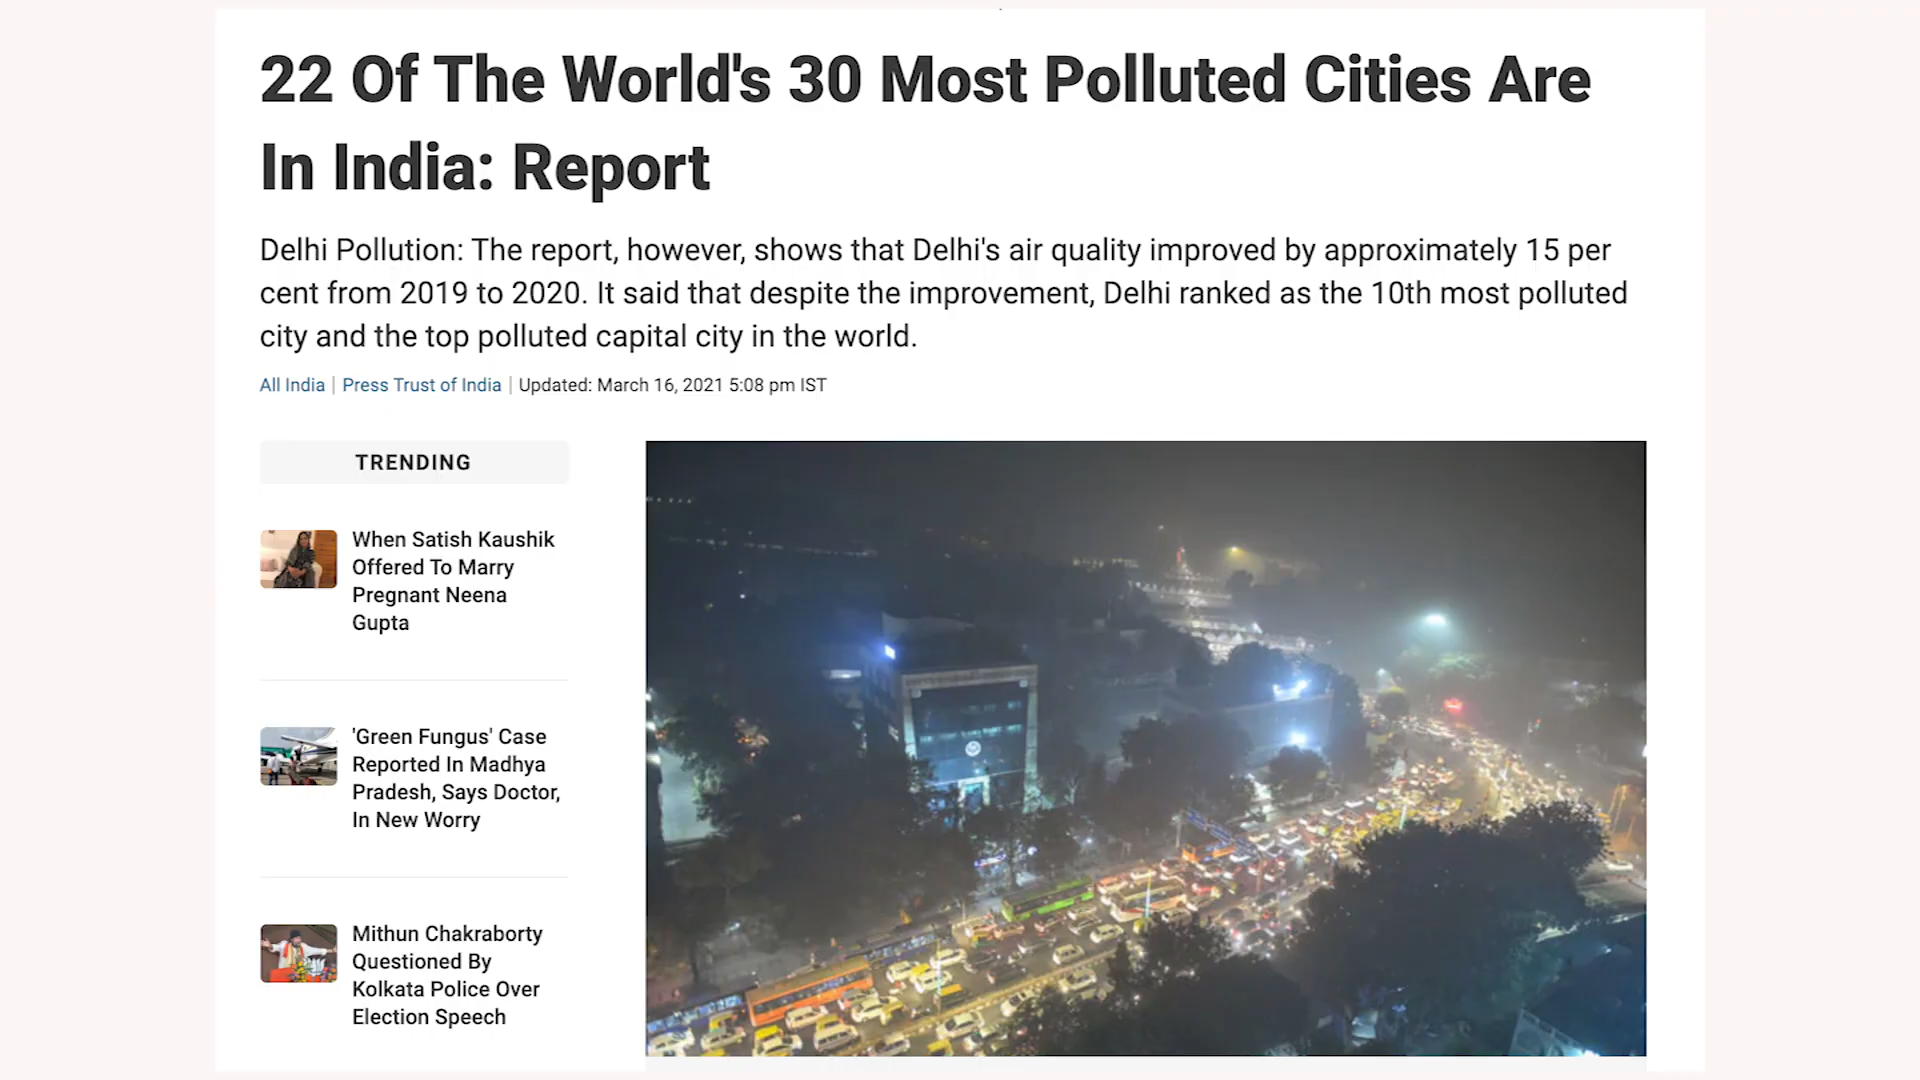 22 Of The World's 30 Most Polluted Cities Are
In India: Report
Delhi Pollution: The report, however, shows that Delhi's air quality improved by approximately 15 per
cent from 2019 to 2020. It said that despite the improvement, Delhi ranked as the 10th most polluted
city and the top polluted capital city in the world.
All India | Press Trust of India | Updated: March 16, 2021 5:08 pm IST
TRENDING
When Satish Kaushik
Offered To Marry
Pregnant Neena
Gupta
'Green Fungus' Case
Reported In Madhya
Pradesh, Says Doctor,
In New Worry
Mithun Chakraborty
Questioned By
Kolkata Police Over
Election Speech